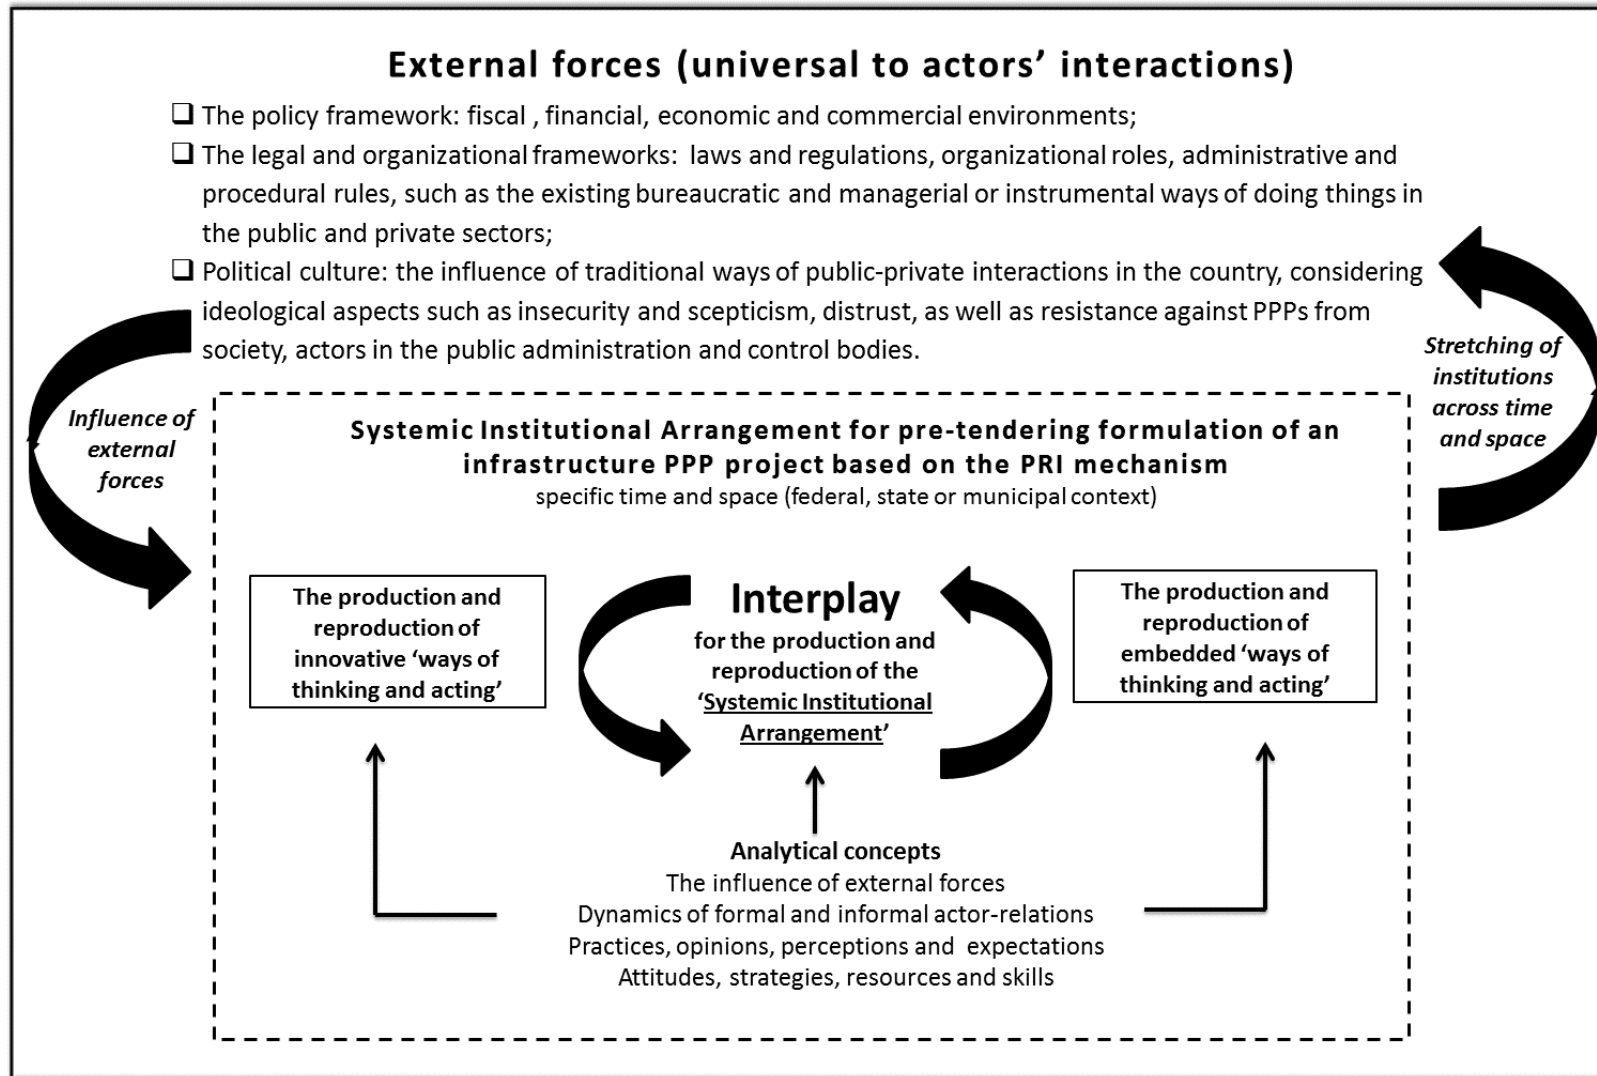 External forces (universal to actors’ interactions)
❑ The policy framework: fiscal , financial, economic and commercial environments;
❑ The legal and organizational frameworks: laws and regulations, organizational roles, administrative and
procedural rules, such as the existing bureaucratic and managerial or instrumental ways of doing things in
the public and private sectors;
❑ Political culture: the influence of traditional ways of public-private interactions in the country, considering
ideological aspects such as insecurity and scepticism, distrust, as well as resistance against PPPs from
society, actors in the public administration and control bodies.
Influence of
external
forces
Stretching of
institutions
across time
and space
Systemic Institutional Arrangement for pre-tendering formulation of an
infrastructure PPP project based on the PRI mechanism
specific time and space (federal, state or municipal context)
The production and
reproduction of
innovative ‘ways of
thinking and acting’
Interplay
for the production and
reproduction of the
‘Systemic Institutional
Arrangement’
The production and
reproduction of
embedded ‘ways of
thinking and acting’
Analytical concepts
The influence of external forces
Dynamics of formal and informal actor-relations
Practices, opinions, perceptions and expectations
Attitudes, strategies, resources and skills